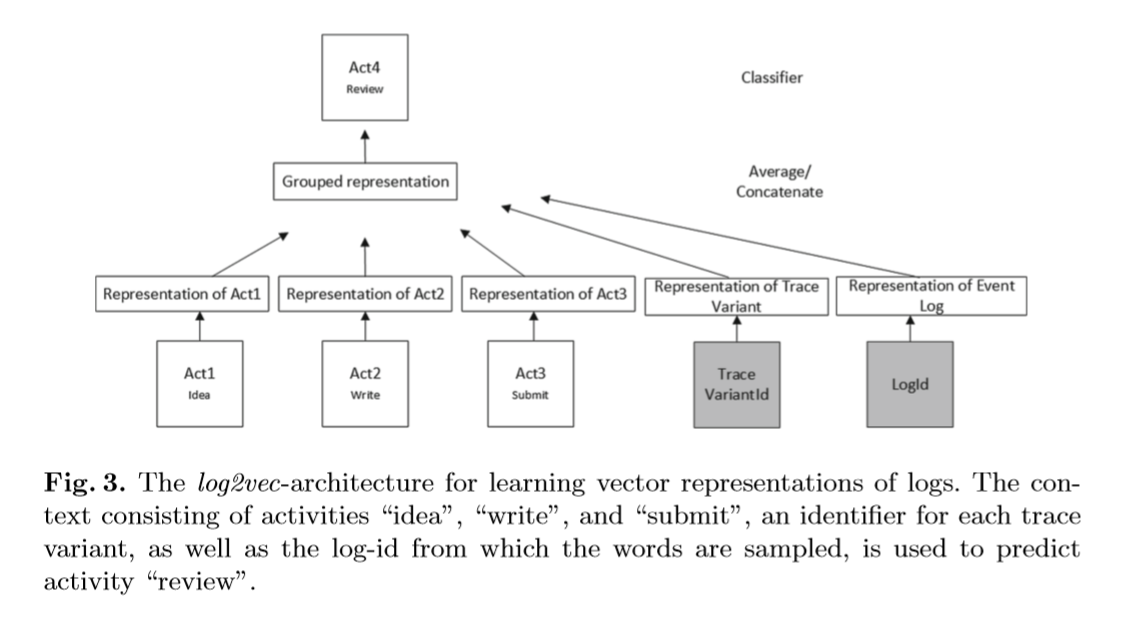 Act4
Review
Classifier
Grouped representation
Average/
Concatenate
Representation of Act1
Representation of Act2
Representation of Act3
Representation of Trace
Variant
Representation of Event
Log
Act1
Idea
Act2
Write
Act3
Submit
Trace
VariantId
LogId
Fig. 3. The log2vec-architecture for learning vector representations of logs. The con-
text consisting of activities “idea”, “write”, and “submit”, an identifier for each trace
variant, as well as the log-id from which the words are sampled, is used to predict
activity “review”.